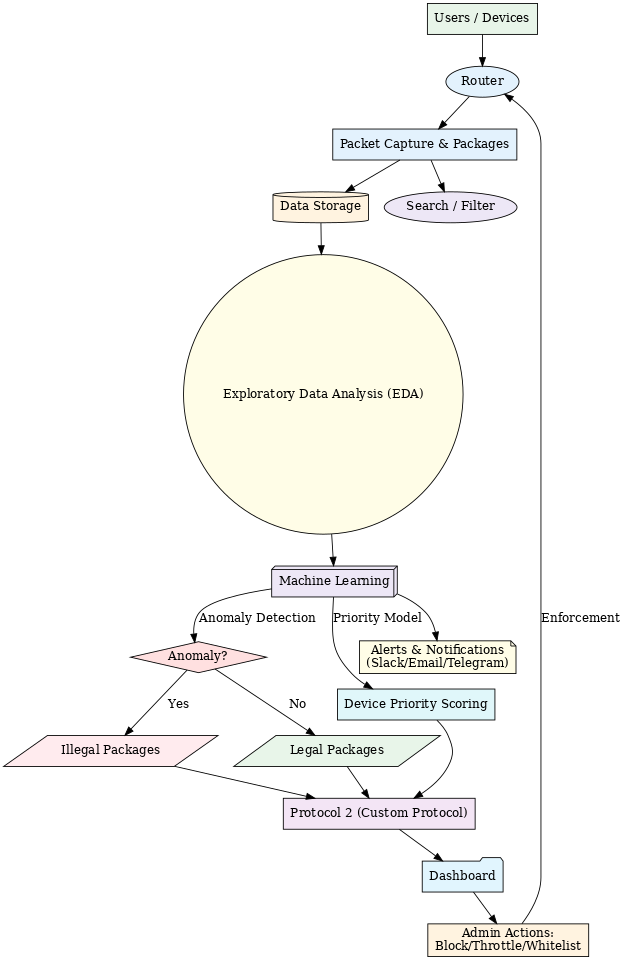 Users / Devices
Router
Packet Capture & Packages
Data Storage
Search / Filter
Exploratory Data Analysis (EDA)
Machine Learning
Anomaly Detection
Priority Model
Enforcement
Alerts & Notifications
(Slack/Email/Telegram)
Anomaly?
Device Priority Scoring
Yes
No
Illegal Packages
Legal Packages
Protocol 2 (Custom Protocol)
Dashboard
Admin Actions:
Block/Throttle/Whitelist